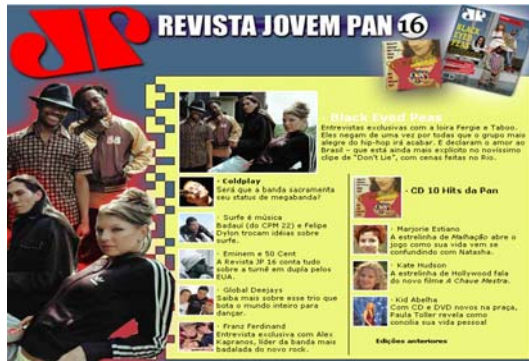 JP
REVISTA JOVEM PAN 16
JP
BLACK
EYED
PEAS
· Black Eyed Peas
Entrevistas exclusivas com a loira Fergie e Taboo.
Eles negam de uma vez por todas que o grupo mais
alegre do hip-hop irá acabar. E declaram o amor ao
Brasil – que está ainda mais explícito no novíssimo
clipe de "Don't Lie", com cenas feitas no Rio.
· Coldplay
Será que a banda sacramenta
seu status de megabanda?
· Surfe é música
Badauí (do CPM 22) e Felipe
Dylon trocam idéias sobre
surfe.
· Eminem e 50 Cent
A Revista JP 16 conta tudo
sobre a turnê em dupla pelos
EUA.
· Global Deejays
Saiba mais sobre esse trio que
bota o mundo inteiro para
dançar.
· Franz Ferdinand
Entrevista exclusiva com Alex
Kapranos, líder da banda mais
badalada do novo rock.
· CD 10 Hits da Pan
· Marjorie Estiano
A estrelinha de Malhação abre o
jogo como sua vida vem se
confundindo com Natasha.
· Kate Hudson
A estrelinha de Hollywood fala
do novo filme A Chave Mestra.
· Kid Abelha
Com CD e DVD novos na praça,
Paula Toller revela como
concilia sua vida pessoal
Edições anteriores